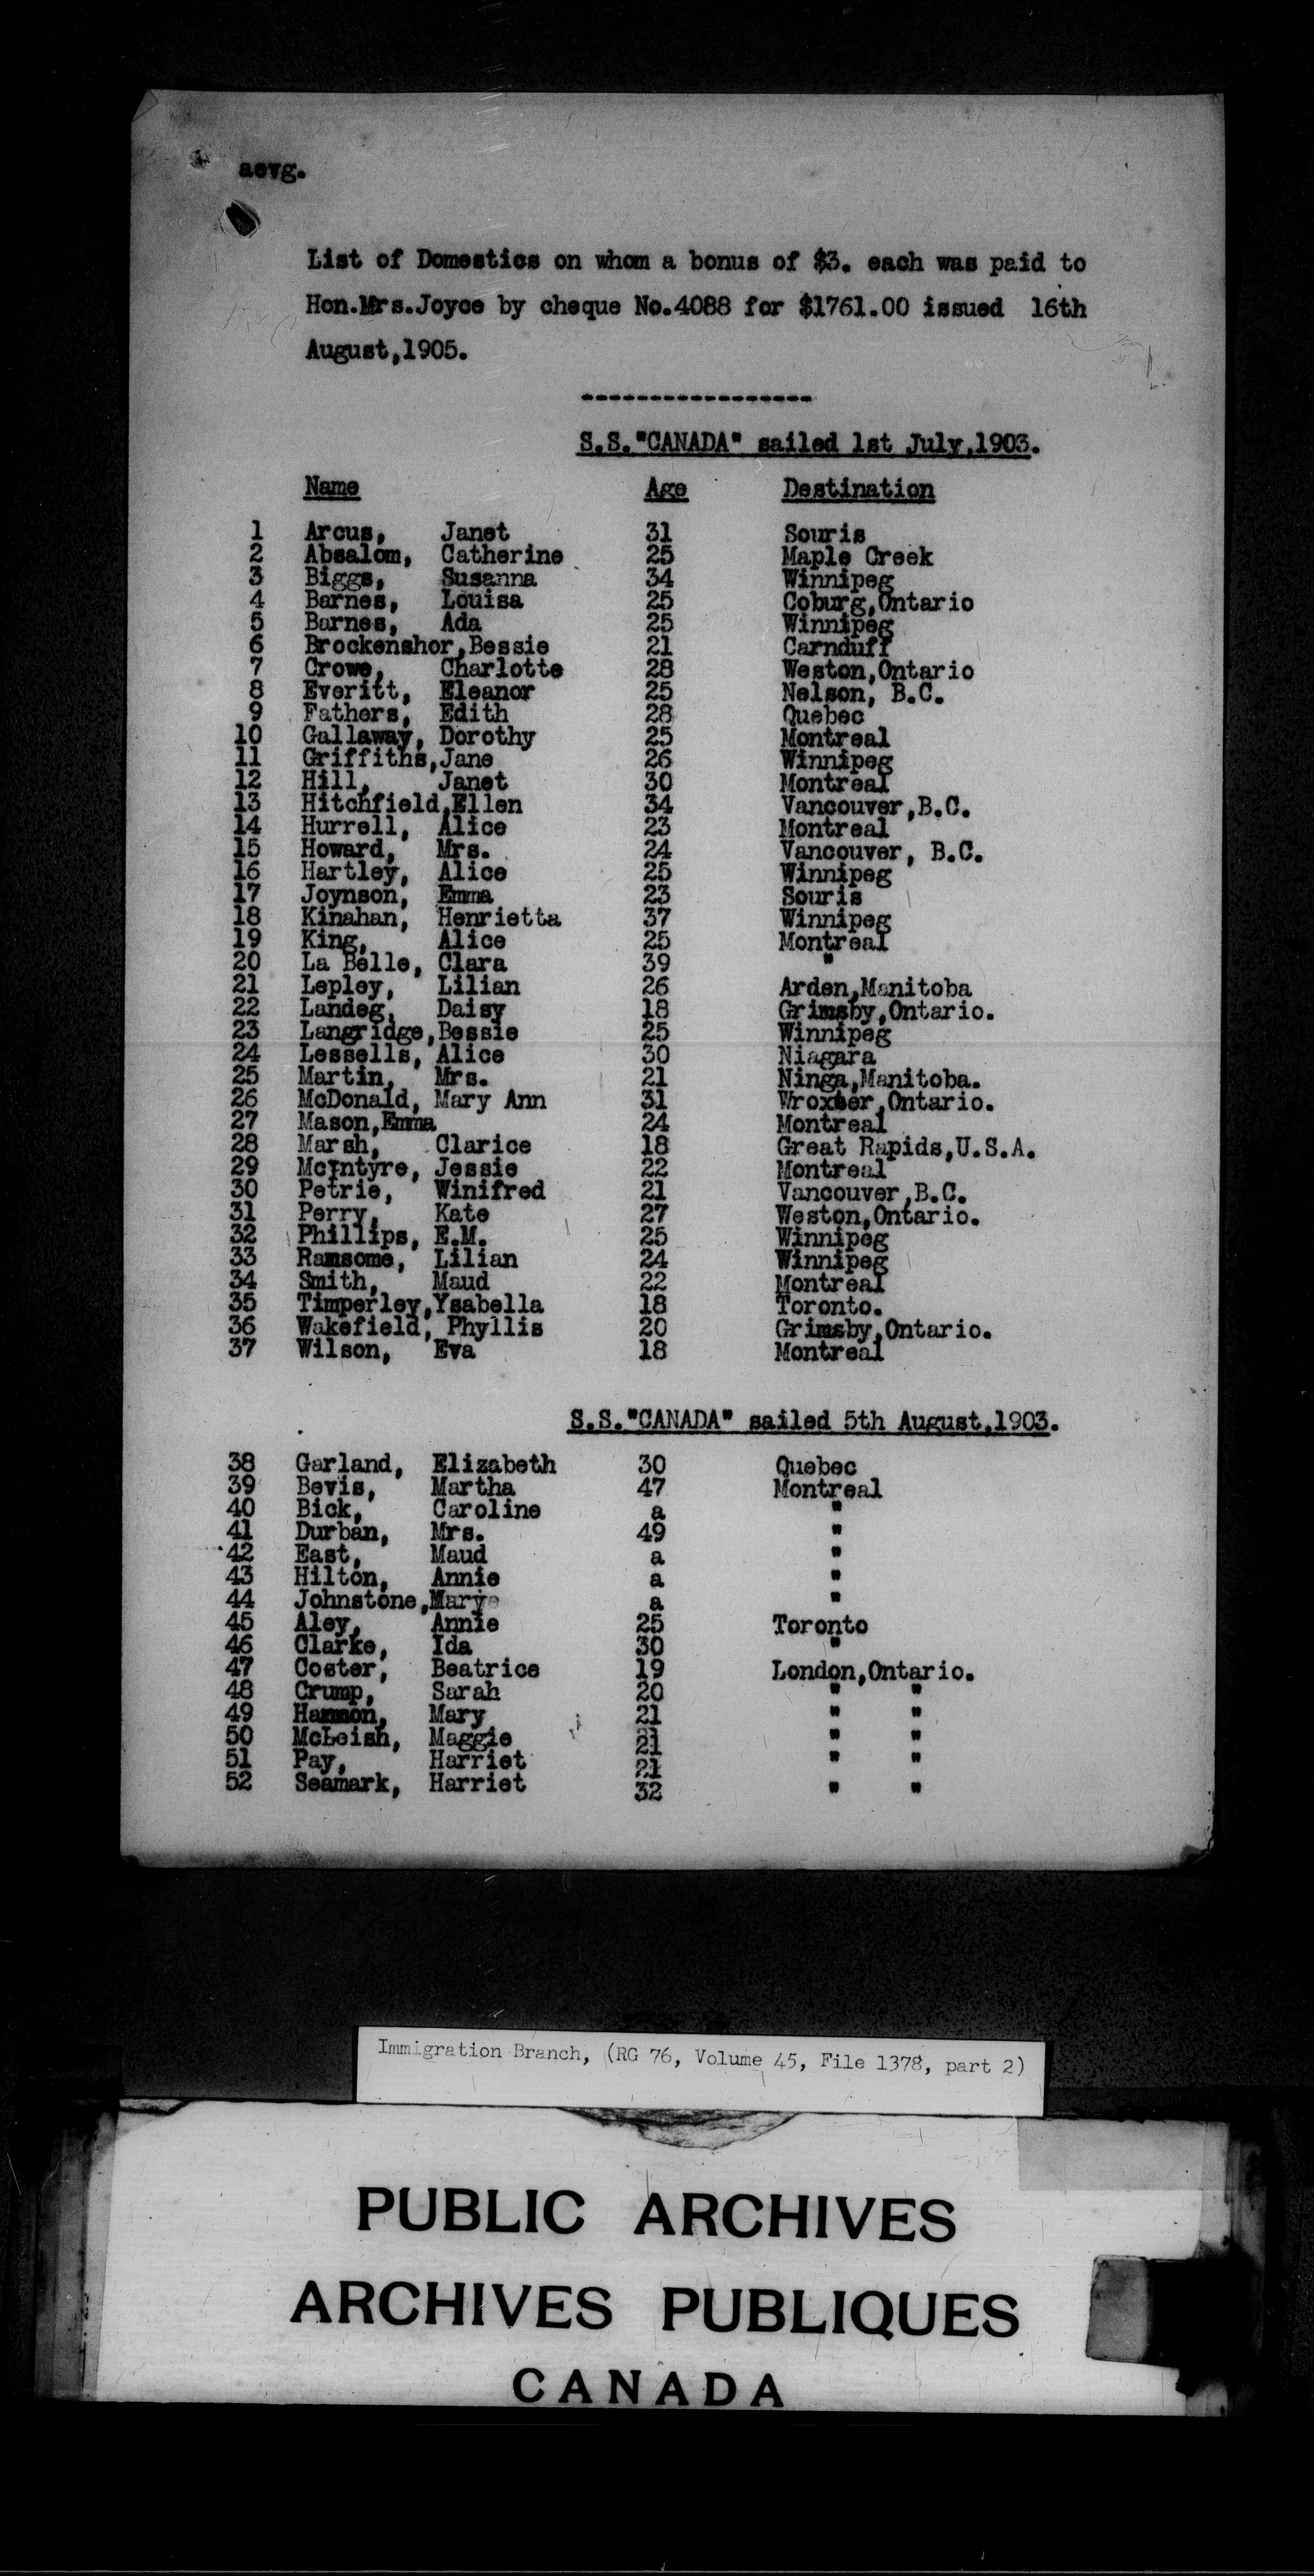 aevg.
List of Domestics on whom a bonus of $3. each was paid to
Hon.Mrs.Joyce by cheque No.4088 for $1761.00 issued 16th
August,1905.
-----------------
S.S."CANADA" sailed 1st July,1903.
Name Age Destination
1 Arcus, Janet 31 Souris
2 Absalom, Catherine 25 Maple Creek
3 Biggs, Susanna 34 Winnipeg
4 Barnes, Louisa 25 Coburg,Ontario
5 Barnes, Ada 25 Winnipeg
6 Brockenshor,Bessie 21 Carnduff
7 Crowe, Charlotte 28 Weston,Ontario
8 Everitt, Eleanor 25 Nelson, B.C.
9 Fathers, Edith 28 Quebec
10 Gallaway, Dorothy 25 Montreal
11 Griffiths,Jane 26 Winnipeg
12 Hill, Janet 30 Montreal
13 Hitchfield,Ellen 34 Vancouver,B.C.
14 Hurrell, Alice 23 Montreal
15 Howard, Mrs. 24 Vancouver, B.C.
16 Hartley, Alice 25 Winnipeg
17 Joynson, Emma 23 Souris
18 Kinahan, Henrietta 37 Winnipeg
19 King, Alice 25 Montreal
20 La Belle, Clara 39 "
21 Lepley, Lilian 26 Arden,Manitoba
22 Landeg, Daisy 18 Grimsby,Ontario.
23 Langridge,Bessie 25 Winnipeg
24 Lessells, Alice 30 Niagara
25 Martin, Mrs. 21 Ninga,Manitoba.
26 McDonald, Mary Ann 31 Wroxter,Ontario.
27 Mason,Emma 24 Montreal
28 Marsh, Clarice 18 Great Rapids,U.S.A.
29 McIntyre, Jessie 22 Montreal
30 Petrie, Winifred 21 Vancouver,B.C.
31 Perry, Kate 27 Weston,Ontario.
32 Phillips, E.M. 25 Winnipeg
33 Ransome, Lilian 24 Winnipeg
34 Smith, Maud 22 Montreal
35 Timperley,Ysabella 18 Toronto.
36 Wakefield, Phyllis 20 Grimsby,Ontario.
37 Wilson, Eva 18 Montreal
S.S."CANADA" sailed 5th August,1903.
38 Garland, Elizabeth 30 Quebec
39 Bevis, Martha 47 Montreal
40 Bick, Caroline a "
41 Durban, Mrs. 49 "
42 East, Maud a "
43 Hilton, Annie a "
44 Johnstone,Mary a "
45 Aley, Annie 25 Toronto
46 Clarke, Ida 30 "
47 Coster, Beatrice 19 London,Ontario.
48 Crump, Sarah 20 " "
49 Hammon, Mary 21 " "
50 McLeish, Maggie 21 " "
51 Pay, Harriet 21 " "
52 Seamark, Harriet 32 " "
Immigration Branch, (RG 76, Volume 45, File 1378, part 2)
PUBLIC ARCHIVES
ARCHIVES PUBLIQUES
CANADA